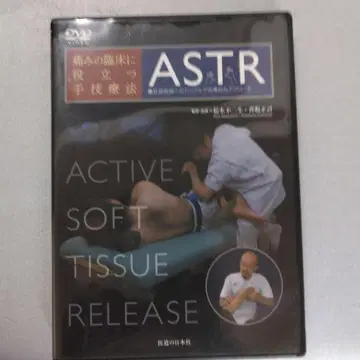 DVD
痛みの臨床に
役立つ
手技療法
ASTR
ACTIVE
SOFT
TISSUE
RELEASE
医道の日本社